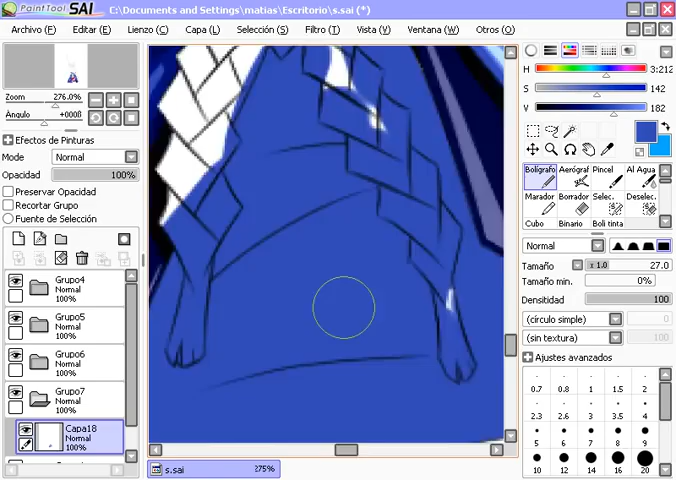 PaintTool SAI C:\Documents and Settings\matias\Escritorio\s.sai (*)
Archivo (F) Editar (E) Lienzo (C) Capa (L) Selección (S) Filtro (T) Vista (V) Ventana (W) Otros (O)
Zoom 276.0%
Ángulo +000º
Efectos de Pinturas
Mode Normal
Opacidad 100%
Preservar Opacidad
Recortar Grupo
Fuente de Selección
Grupo4
Normal
100%
Grupo5
Normal
100%
Grupo6
Normal
100%
Grupo7
Normal
100%
Capa18
Normal
100%
s.sai 275%
H 3:212
S 142
V 182
Bolígrafo Aerógraf Pincel Al Agua
Marador Borrador Selec. Deselec.
Cubo Binario Boli tinta
Normal
Tamaño x 1.0 27.0
Tamaño min. 0%
Densitidad 100
(círculo simple) 0
(sin textura) 100
Ajustes avanzados
0.7 0.8 1 1.5 2
2.3 2.6 3 3.5 4
5 6 7 8 9
10 12 14 16 20